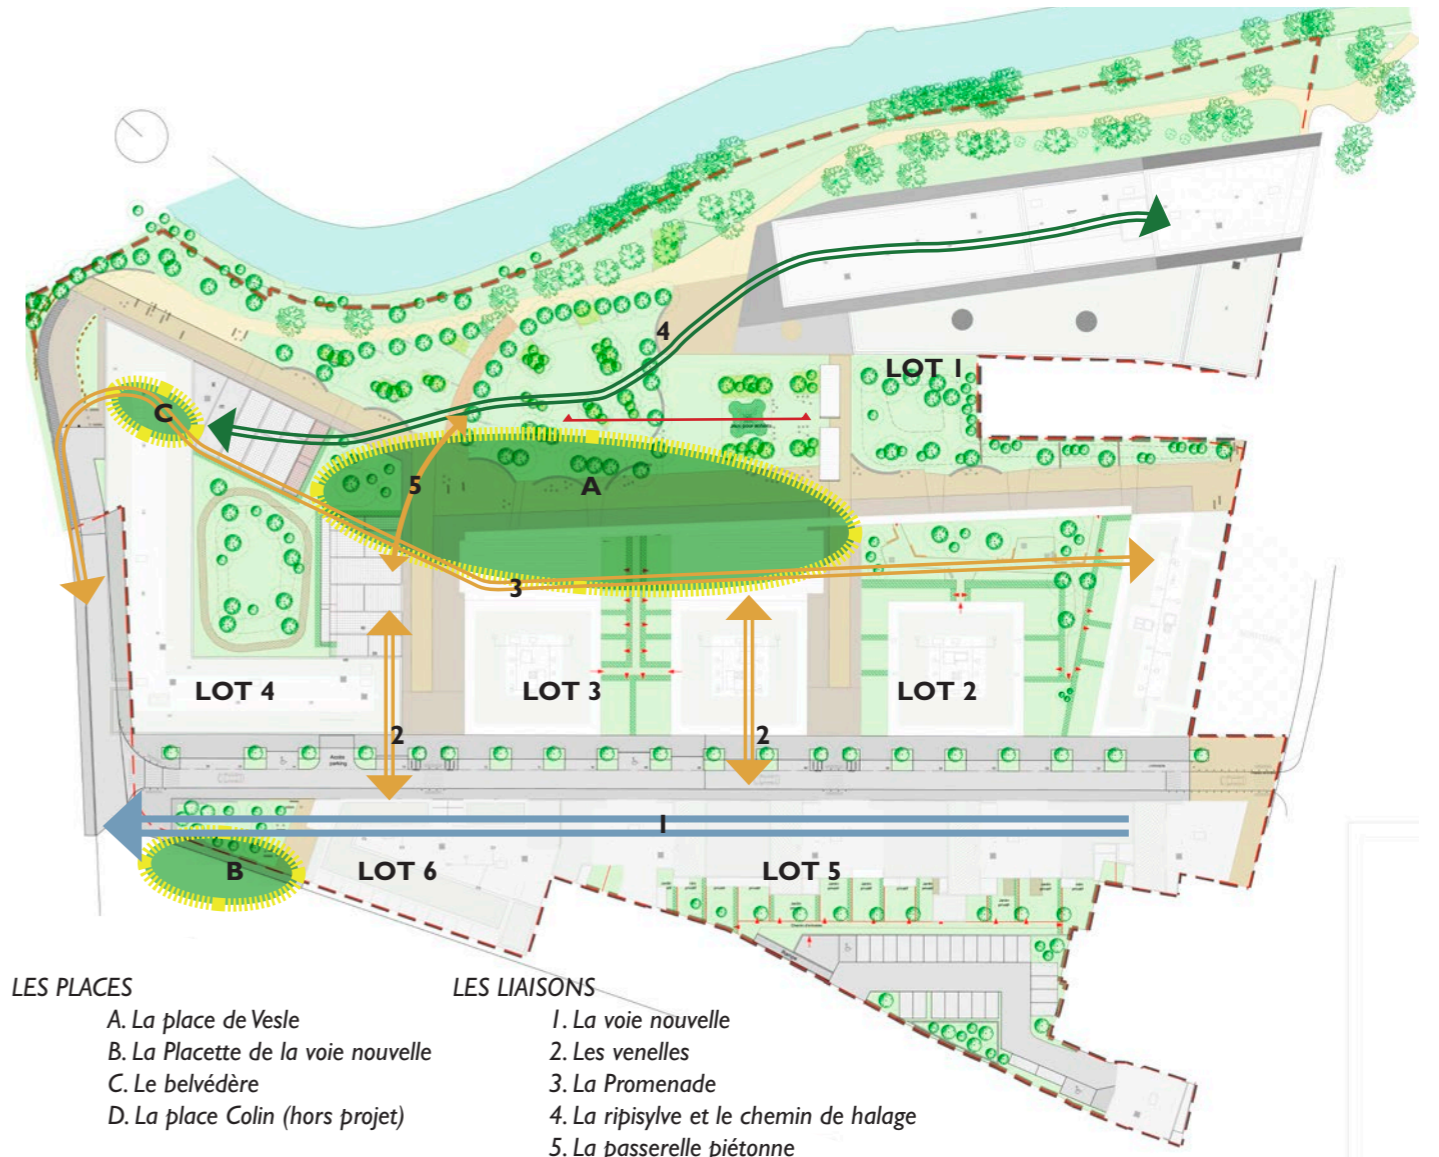 4
LOT 1
C
5
A
3
LOT 4
LOT 3
LOT 2
2
2
Accès
parking
1
B
LOT 6
LOT 5
LES PLACES
A. La place de Vesle
B. La Placette de la voie nouvelle
C. Le belvédère
D. La place Colin (hors projet)
LES LIAISONS
1. La voie nouvelle
2. Les venelles
3. La Promenade
4. La ripisylve et le chemin de halage
5. La passerelle piétonne